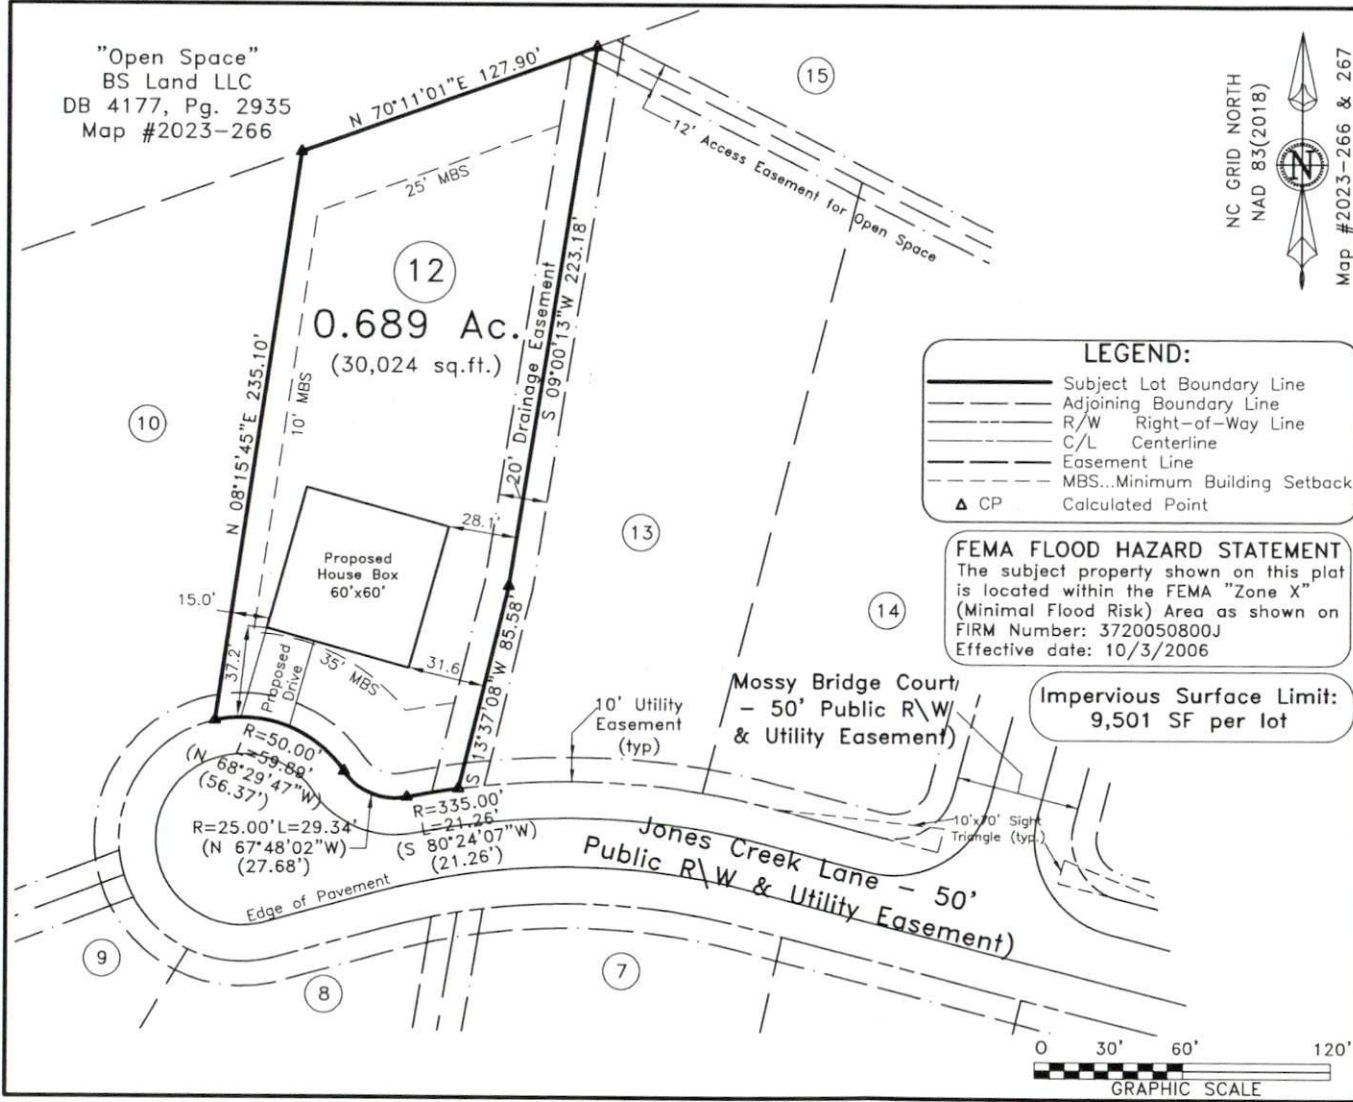 "Open Space"
BS Land LLC
DB 4177, Pg. 2935
Map #2023-266
N 70°11'01"E 127.90'
15
12' Access Easement for Open Space
NC GRID NORTH
NAD 83(2018)
N
Map #2023-266 & 267
25' MBS
12
0.689 Ac.
(30,024 sq.ft.)
N 08°15'45"E 235.10'
10' MBS
20' Drainage Easement
S 09°00'13"W 223.18'
10
13
14
LEGEND:
Subject Lot Boundary Line
Adjoining Boundary Line
R/W Right-of-Way Line
C/L Centerline
Easement Line
MBS...Minimum Building Setback
CP Calculated Point
FEMA FLOOD HAZARD STATEMENT
The subject property shown on this plat
is located within the FEMA "Zone X"
(Minimal Flood Risk) Area as shown on
FIRM Number: 3720050800J
Effective date: 10/3/2006
Impervious Surface Limit:
9,501 SF per lot
28.1'
Proposed
House Box
60'x60'
15.0'
37.2'
Proposed
Drive
35' MBS
31.6
S 13°37'08"W 85.58'
10' Utility
Easement
(typ)
Mossy Bridge Court
- 50' Public R\W
& Utility Easement)
R=50.00'
L=59.89'
(N 68°29'47"W)
(56.37')
R=25.00' L=29.34'
(N 67°48'02"W)
(27.68')
R=335.00'
L=21.26'
(S 80°24'07"W)
(21.26')
10'x70' Sight
Triangle (typ.)
Jones Creek Lane - 50'
Public R\W & Utility Easement)
Edge of Pavement
9
8
7
0 30' 60' 120'
GRAPHIC SCALE